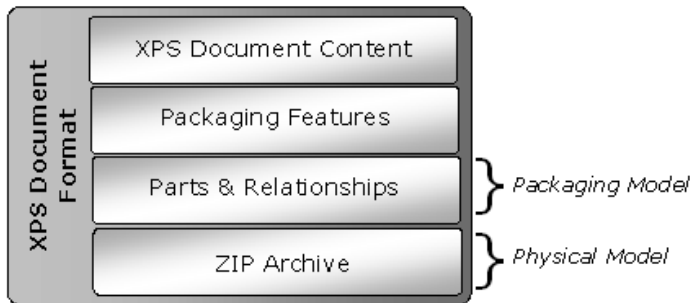 XPS Document
Format
XPS Document Content
Packaging Features
Parts & Relationships
Packaging Model
ZIP Archive
Physical Model